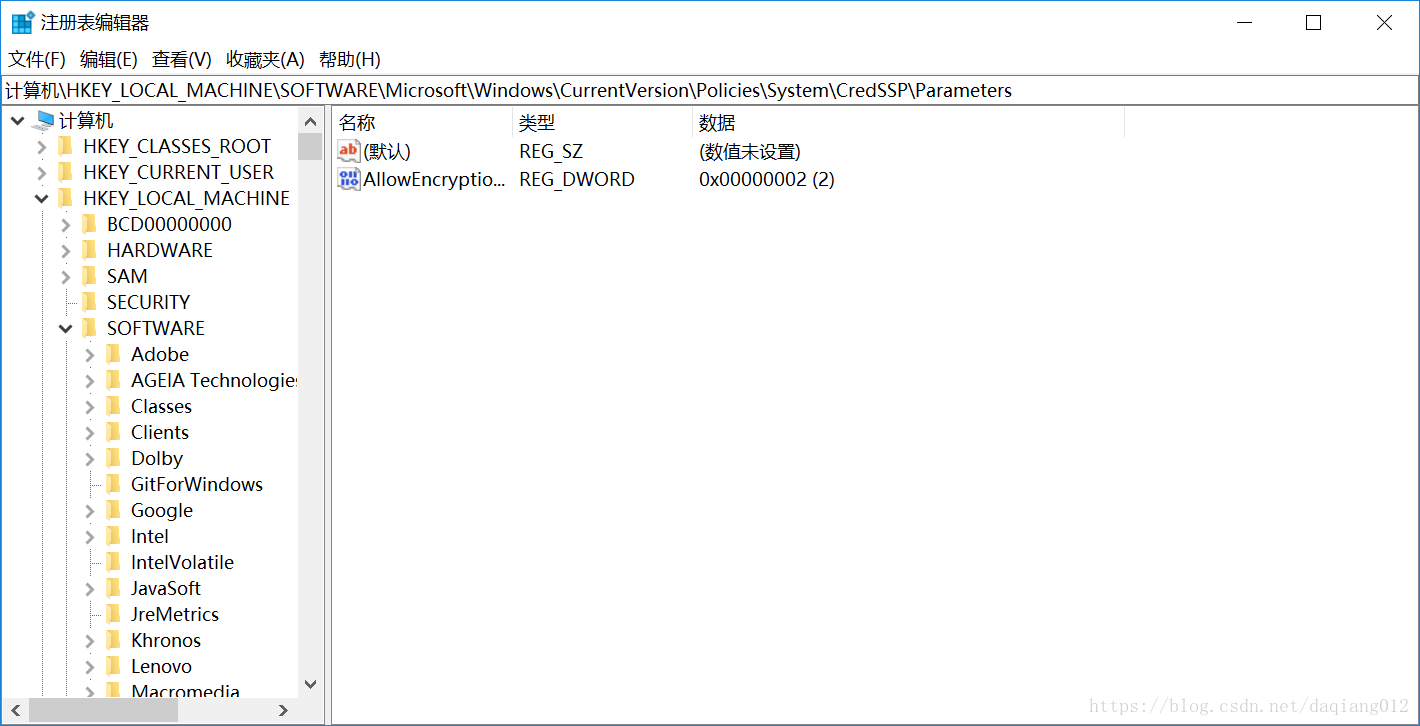 注册表编辑器
文件(F) 编辑(E) 查看(V) 收藏夹(A) 帮助(H)
计算机\HKEY_LOCAL_MACHINE\SOFTWARE\Microsoft\Windows\CurrentVersion\Policies\System\CredSSP\Parameters
计算机
HKEY_CLASSES_ROOT
HKEY_CURRENT_USER
HKEY_LOCAL_MACHINE
BCD00000000
HARDWARE
SAM
SECURITY
SOFTWARE
Adobe
AGEIA Technologies
Classes
Clients
Dolby
GitForWindows
Google
Intel
IntelVolatile
JavaSoft
JreMetrics
Khronos
Lenovo
Macromedia
名称 类型 数据
(默认) REG_SZ (数值未设置)
AllowEncryptio... REG_DWORD 0x00000002 (2)
https://blog.csdn.net/daqiang012